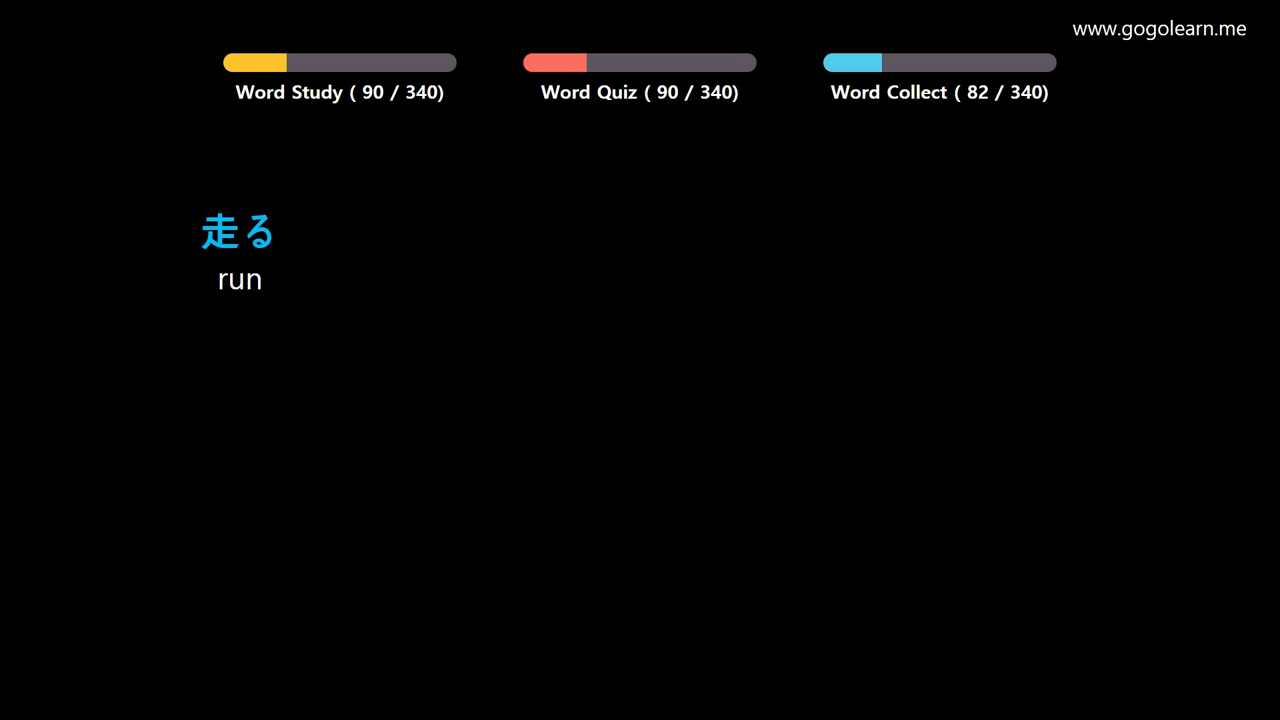 www.gogolearn.me
Word Study ( 90 / 340)
Word Quiz ( 90 / 340)
Word Collect ( 82 / 340)
走る
run